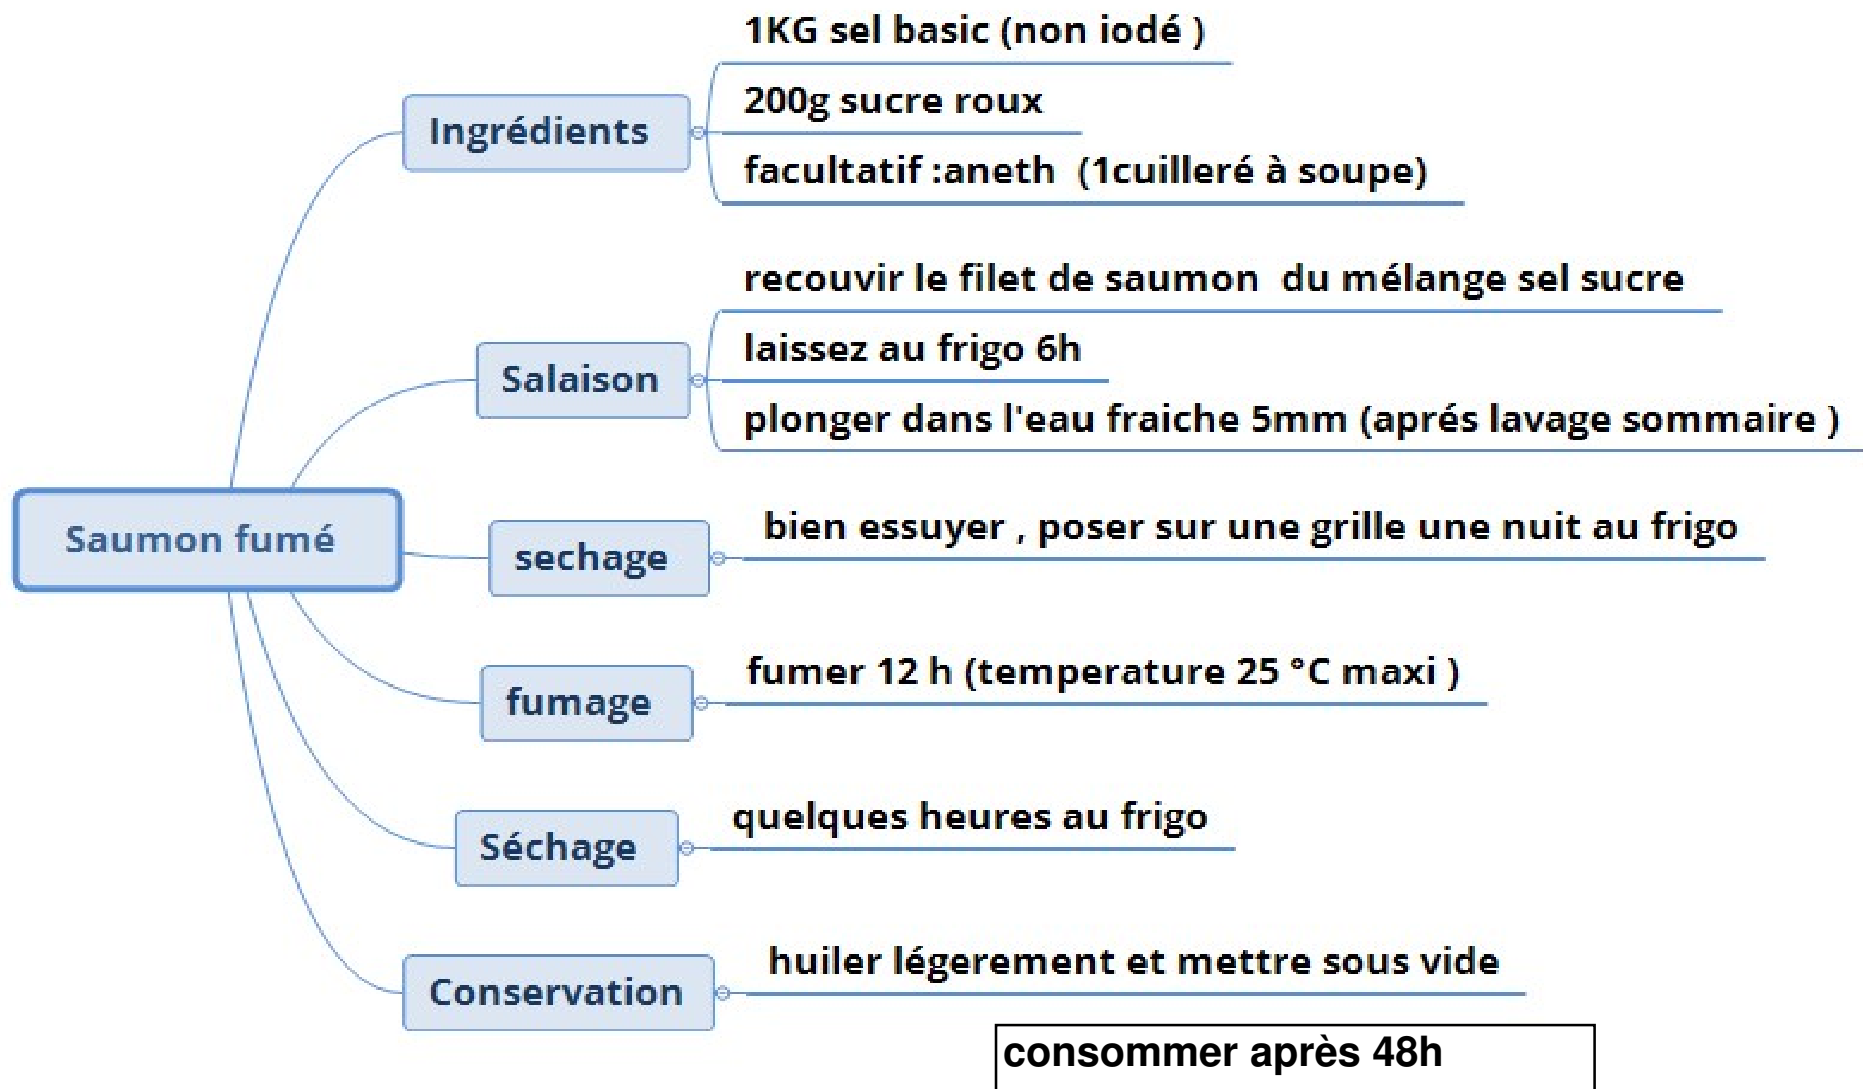 1KG sel basic (non iodé )
200g sucre roux
Ingrédients
facultatif :aneth (1cuilleré à soupe)
recouvir le filet de saumon du mélange sel sucre
laissez au frigo 6h
Salaison
plonger dans l'eau fraiche 5mm (aprés lavage sommaire )
Saumon fumé
sechage
bien essuyer , poser sur une grille une nuit au frigo
fumage
fumer 12 h (temperature 25 °C maxi )
Séchage
quelques heures au frigo
Conservation
huiler légerement et mettre sous vide
consommer après 48h